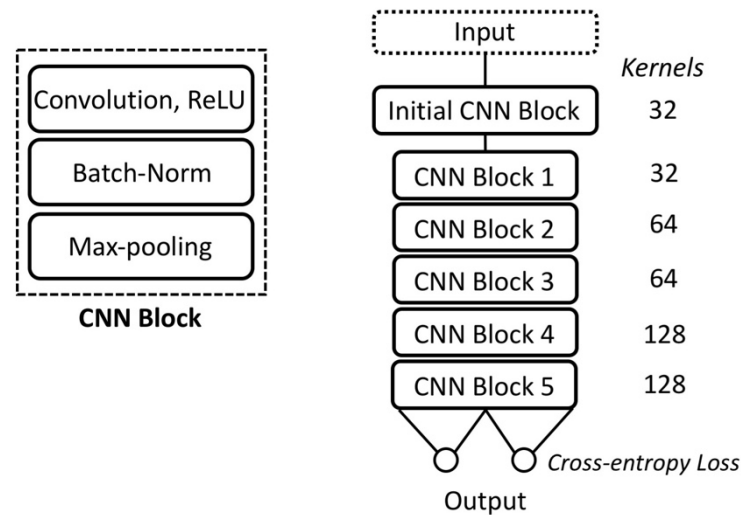 Convolution, ReLU
Batch-Norm
Max-pooling
CNN Block
Input
Kernels
Initial CNN Block 32
CNN Block 1 32
CNN Block 2 64
CNN Block 3 64
CNN Block 4 128
CNN Block 5 128
Cross-entropy Loss
Output